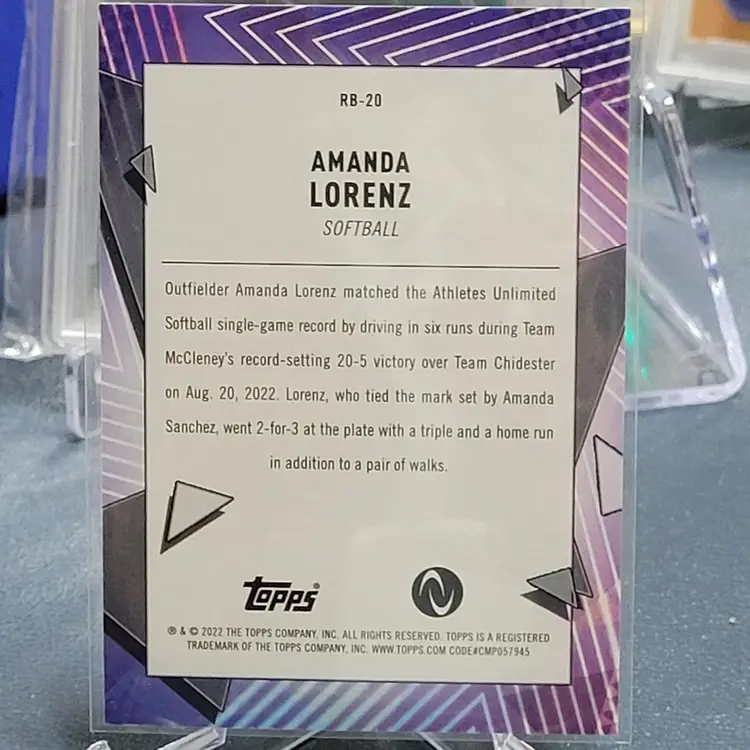 RB-20
AMANDA
LORENZ
SOFTBALL
Outfielder Amanda Lorenz matched the Athletes Unlimited
Softball single-game record by driving in six runs during Team
McCleney's record-setting 20-5 victory over Team Chidester
on Aug. 20, 2022. Lorenz, who tied the mark set by Amanda
Sanchez, went 2-for-3 at the plate with a triple and a home run
in addition to a pair of walks.
Topps®
® & © 2022 THE TOPPS COMPANY, INC. ALL RIGHTS RESERVED. TOPPS IS A REGISTERED
TRADEMARK OF THE TOPPS COMPANY, INC. WWW.TOPPS.COM CODE#CMP057945